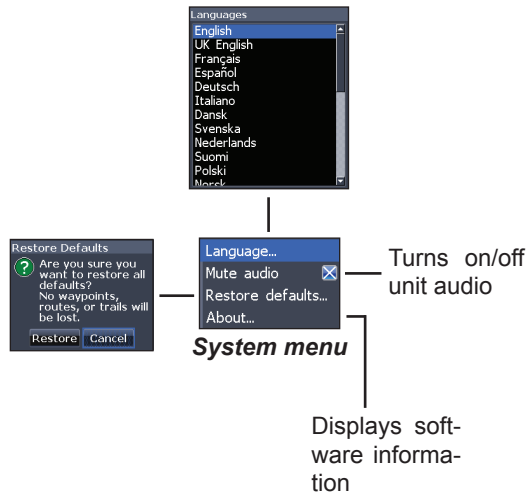 Languages
English
UK English
Français
Español
Deutsch
Italiano
Dansk
Svenska
Nederlands
Suomi
Polski
Norsk
Restore Defaults
Are you sure you
want to restore all
defaults?
No waypoints,
routes, or trails will
be lost.
Restore Cancel
Language...
Mute audio
Restore defaults...
About...
System menu
Turns on/off
unit audio
Displays soft-
ware informa-
tion